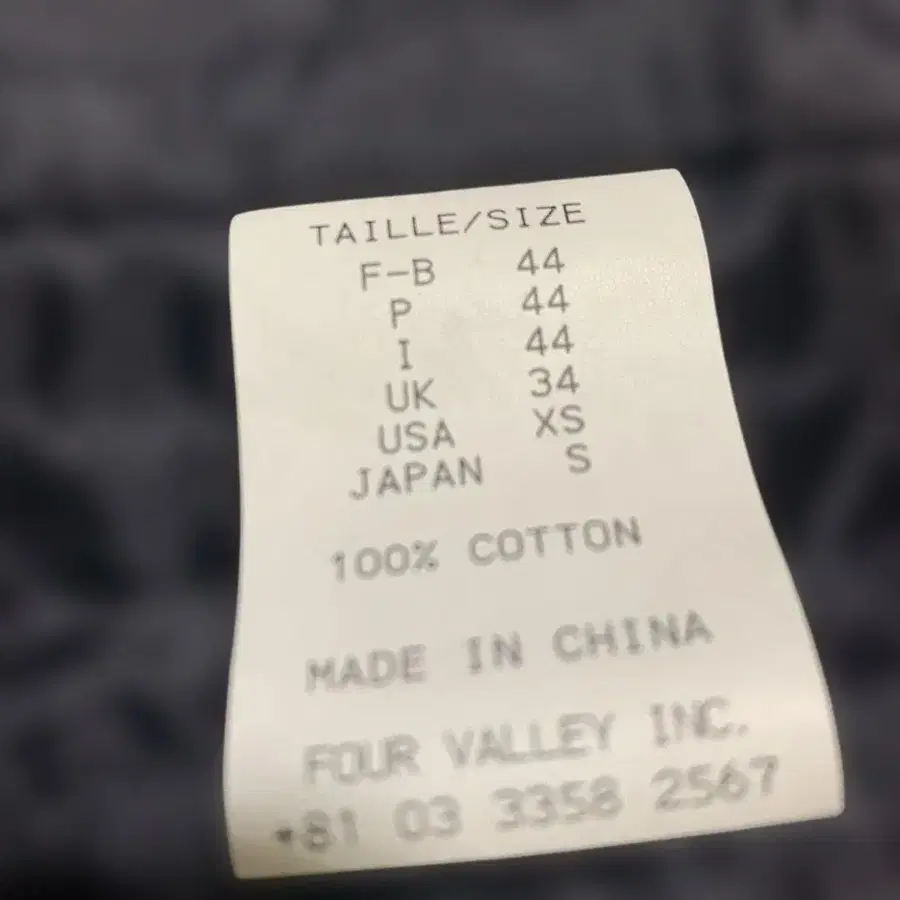 TAILLE/SIZE
F-B 44
P 44
I 44
UK 34
USA XS
JAPAN S
100% COTTON
MADE IN CHINA
FOUR VALLEY INC.
+81 03 3358 2567